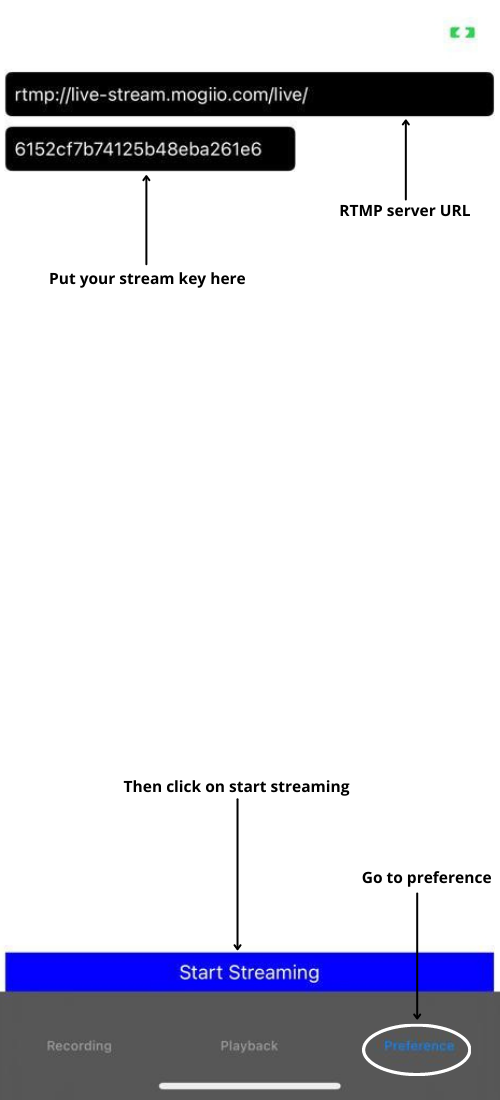 rtmp://live-stream.mogiio.com/live/
6152cf7b74125b48eba261e6
RTMP server URL
Put your stream key here
Then click on start streaming
Go to preference
Start Streaming
Recording Playback Preference